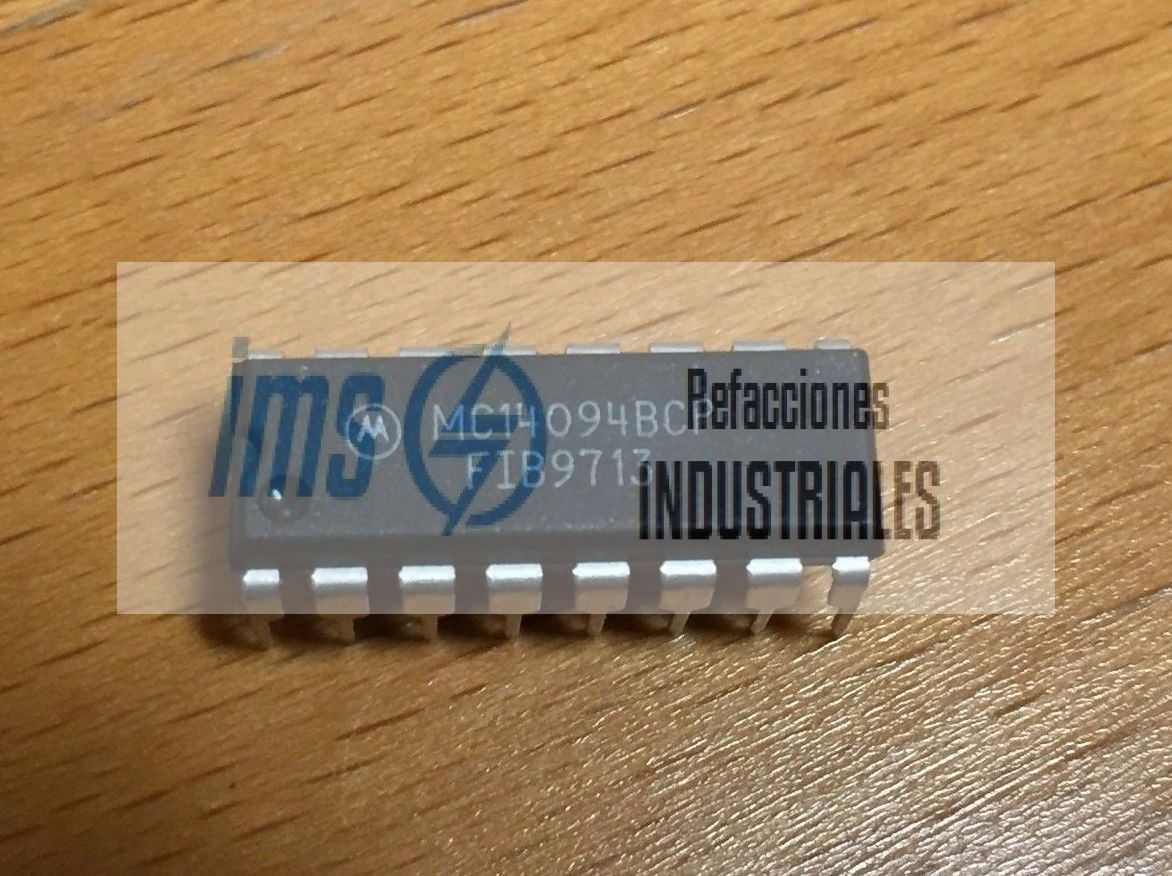 MC14094BCP
FIB9713
ims
Refacciones
INDUSTRIALES